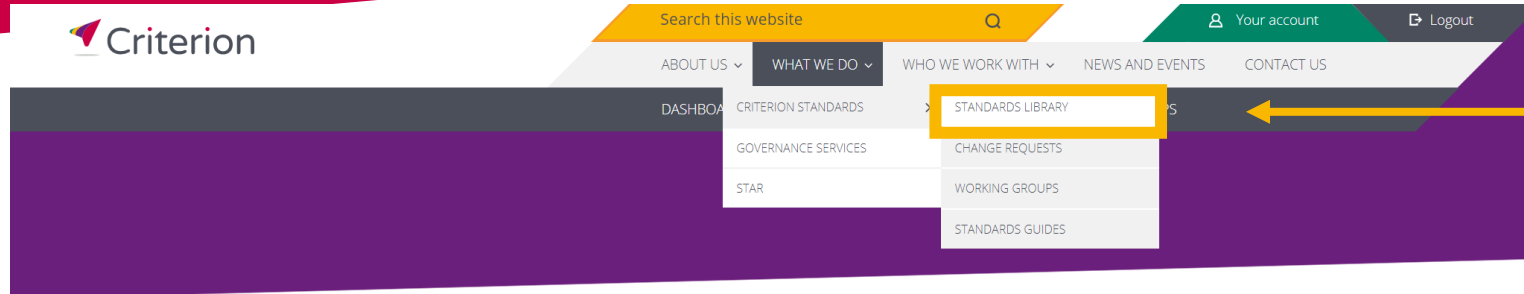 Criterion
Search this website
Your account
Logout
ABOUT US
WHAT WE DO
WHO WE WORK WITH
NEWS AND EVENTS
CONTACT US
CRITERION STANDARDS
GOVERNANCE SERVICES
STAR
STANDARDS LIBRARY
CHANGE REQUESTS
WORKING GROUPS
STANDARDS GUIDES